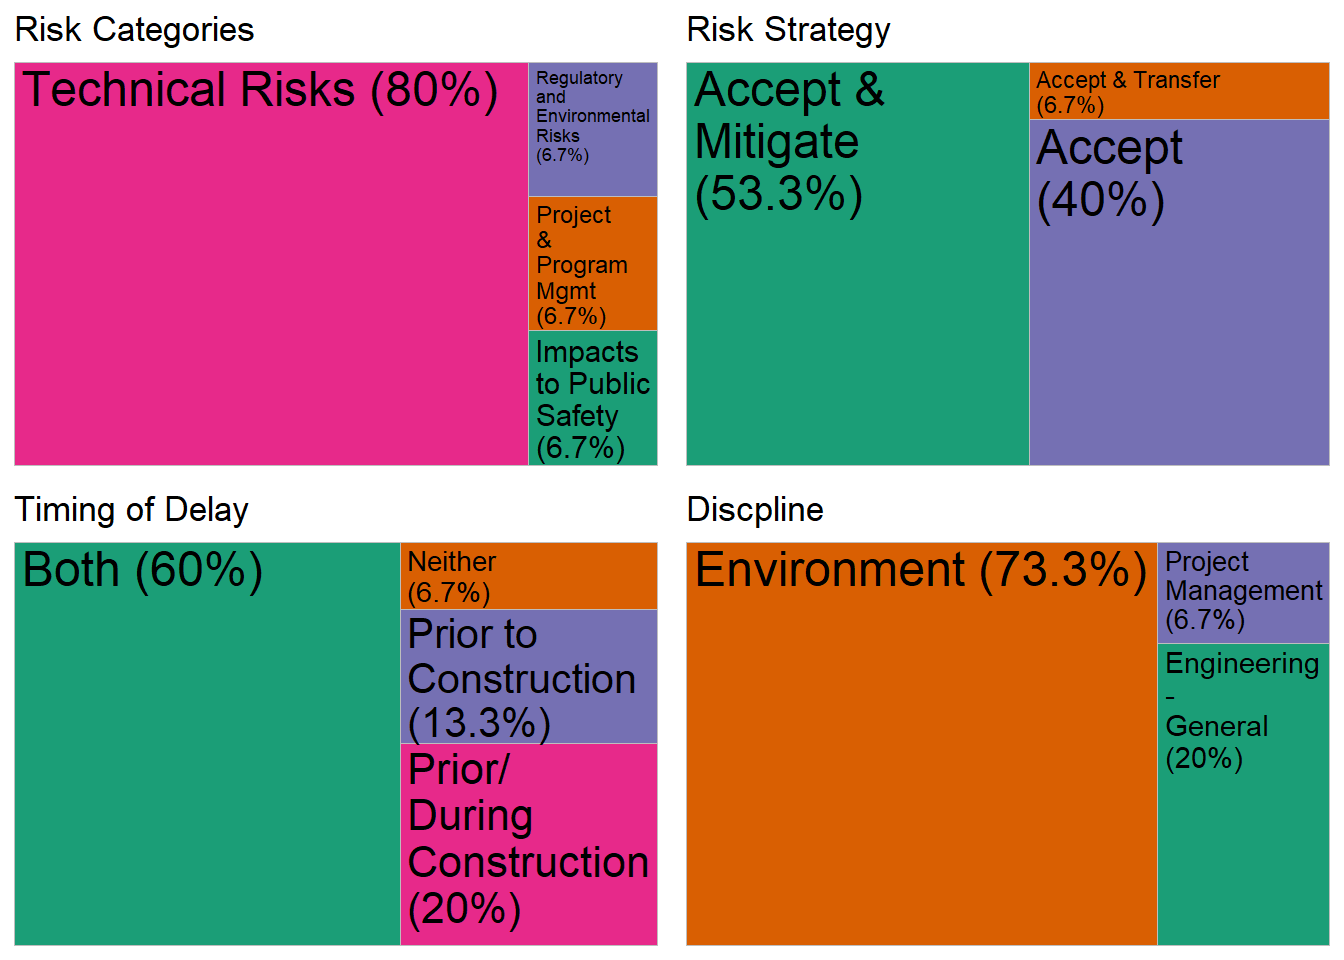 Risk Categories
Technical Risks (80%)
Regulatory
and
Environmental
Risks
(6.7%)
Project
&
Program
Mgmt
(6.7%)
Impacts
to Public
Safety
(6.7%)
Risk Strategy
Accept &
Mitigate
(53.3%)
Accept & Transfer
(6.7%)
Accept
(40%)
Timing of Delay
Both (60%)
Neither
(6.7%)
Prior to
Construction
(13.3%)
Prior/
During
Construction
(20%)
Discpline
Environment (73.3%)
Project
Management
(6.7%)
Engineering
-
General
(20%)